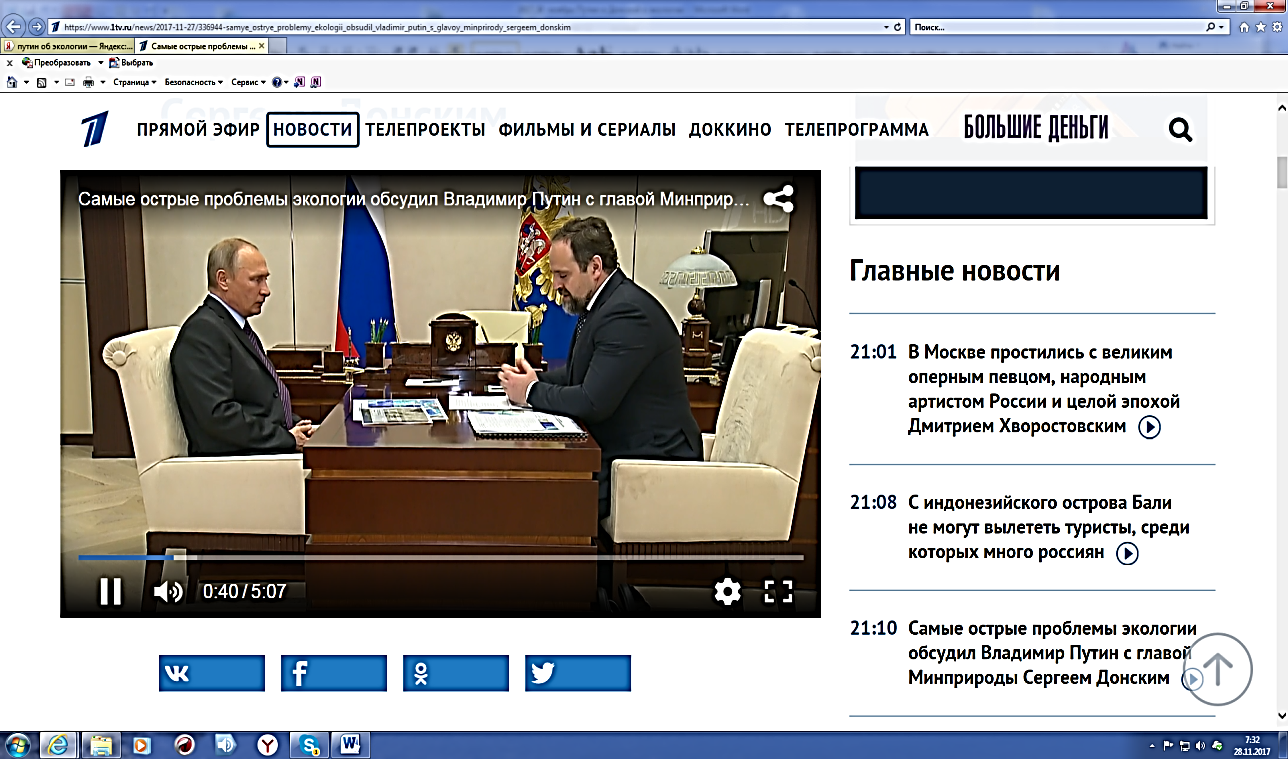 https://www.1tv.ru/news/2017-11-27/336944-samye_ostrye_problemy_ekologii_obsudil_vladimir_putin_s_glavoy_minprirody_sergeem_donskim
Поиск...
путин об экологии — Яндекс:...
Самые острые проблемы ...
Преобразовать
Выбрать
Страница
Безопасность
Сервис
Сергеем Донским
ПРЯМОЙ ЭФИР НОВОСТИ ТЕЛЕПРОЕКТЫ ФИЛЬМЫ И СЕРИАЛЫ ДОККИНО ТЕЛЕПРОГРАММА БОЛЬШИЕ ДЕНЬГИ
Самые острые проблемы экологии обсудил Владимир Путин с главой Минприр...
0:40 / 5:07
Главные новости
21:01 В Москве простились с великим
оперным певцом, народным
артистом России и целой эпохой
Дмитрием Хворостовским
21:08 С индонезийского острова Бали
не могут вылететь туристы, среди
которых много россиян
21:10 Самые острые проблемы экологии
обсудил Владимир Путин с главой
Минприроды Сергеем Донским
7:32
28.11.2017